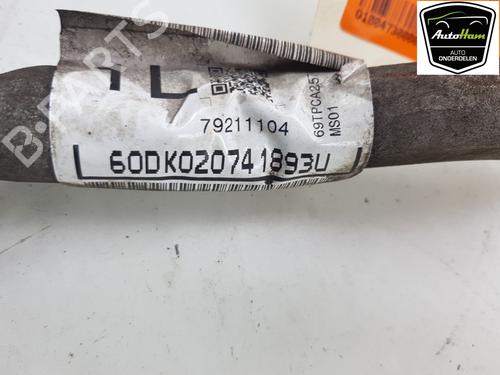 AutoHam
AUTO
ONDERDELEN
79211104
69TPCA25
MS01
60DK020741893U
B-PARTS